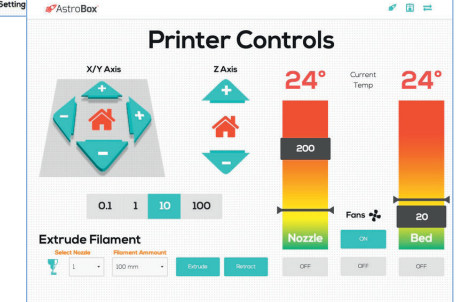 Setting
AstroBox
Printer Controls
X/Y Axis
Z Axis
24°
Current
Temp
24°
+
-
+
-
+
-
200
0.1 1 10 100
Fans
20
Extrude Filament
Nozzle
ON
Bed
Select Nozzle
Filament Ammount
1
100 mm
Extrude
Retract
OFF
OFF
OFF